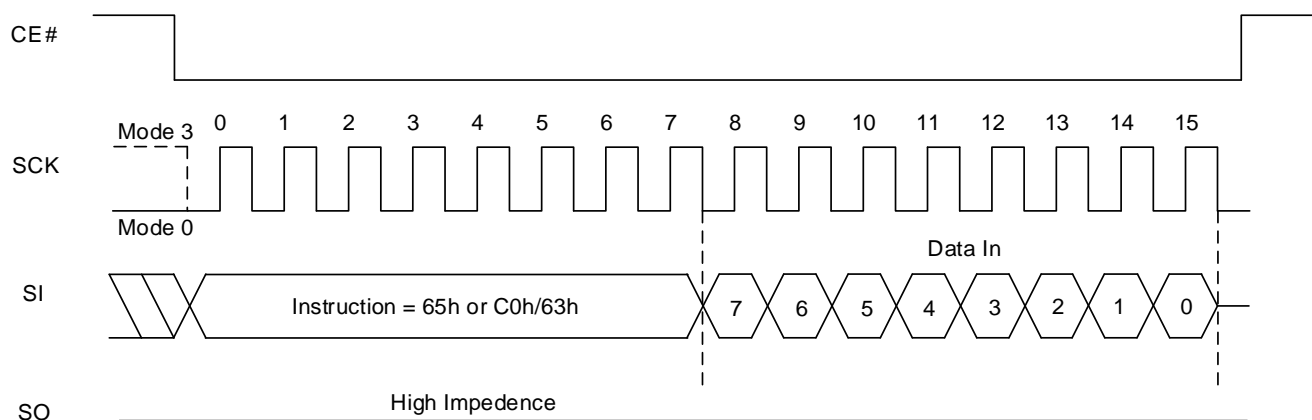 CE#
Mode 3 0 1 2 3 4 5 6 7 8 9 10 11 12 13 14 15
SCK
Mode 0
Data In
SI Instruction = 65h or C0h/63h 7 6 5 4 3 2 1 0
High Impedence
SO